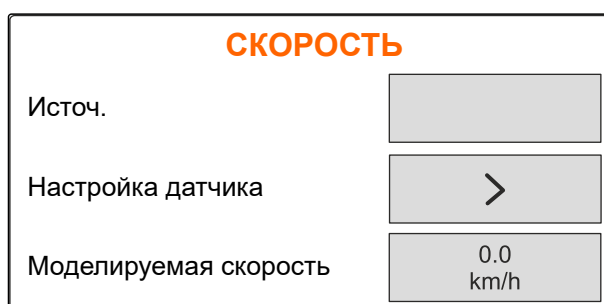 СКОРОСТЬ
Источ.
Настройка датчика
Моделируемая скорость
0.0
km/h